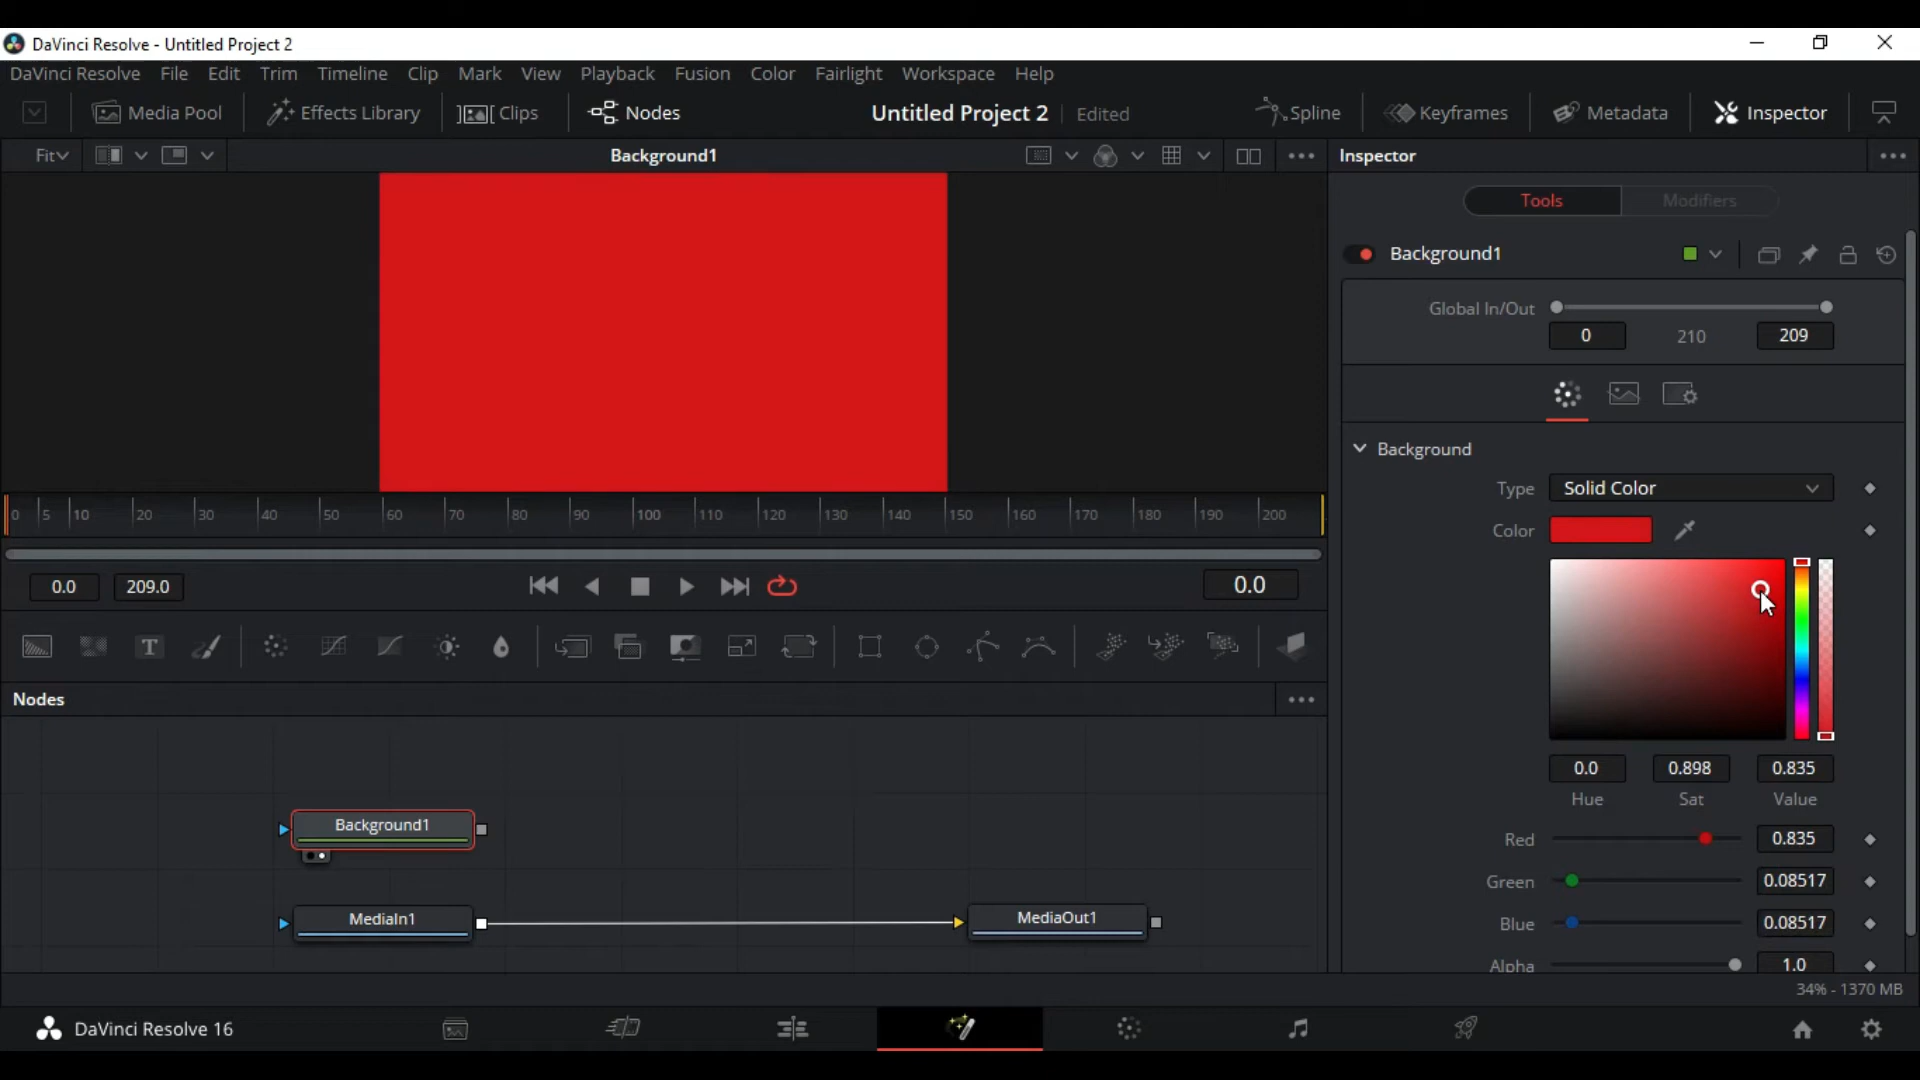 DaVinci Resolve - Untitled Project 2
DaVinci Resolve File Edit Trim Timeline Clip Mark View Playback Fusion Color Fairlight Workspace Help
Media Pool Effects Library Clips Nodes Untitled Project 2 Edited Spline Keyframes Metadata Inspector
Fit Background1 Inspector
Tools Modifiers
Background1
Global In/Out
0 210 209
Background
Type Solid Color
Color
0 5 10 20 30 40 50 60 70 80 90 100 110 120 130 140 150 160 170 180 190 200
0.0 209.0 0.0
T
Nodes
0.0 0.898 0.835
Hue Sat Value
Red 0.835
Green 0.08517
Blue 0.08517
Alpha 1.0
Background1
MediaIn1 MediaOut1
34% - 1370 MB
DaVinci Resolve 16